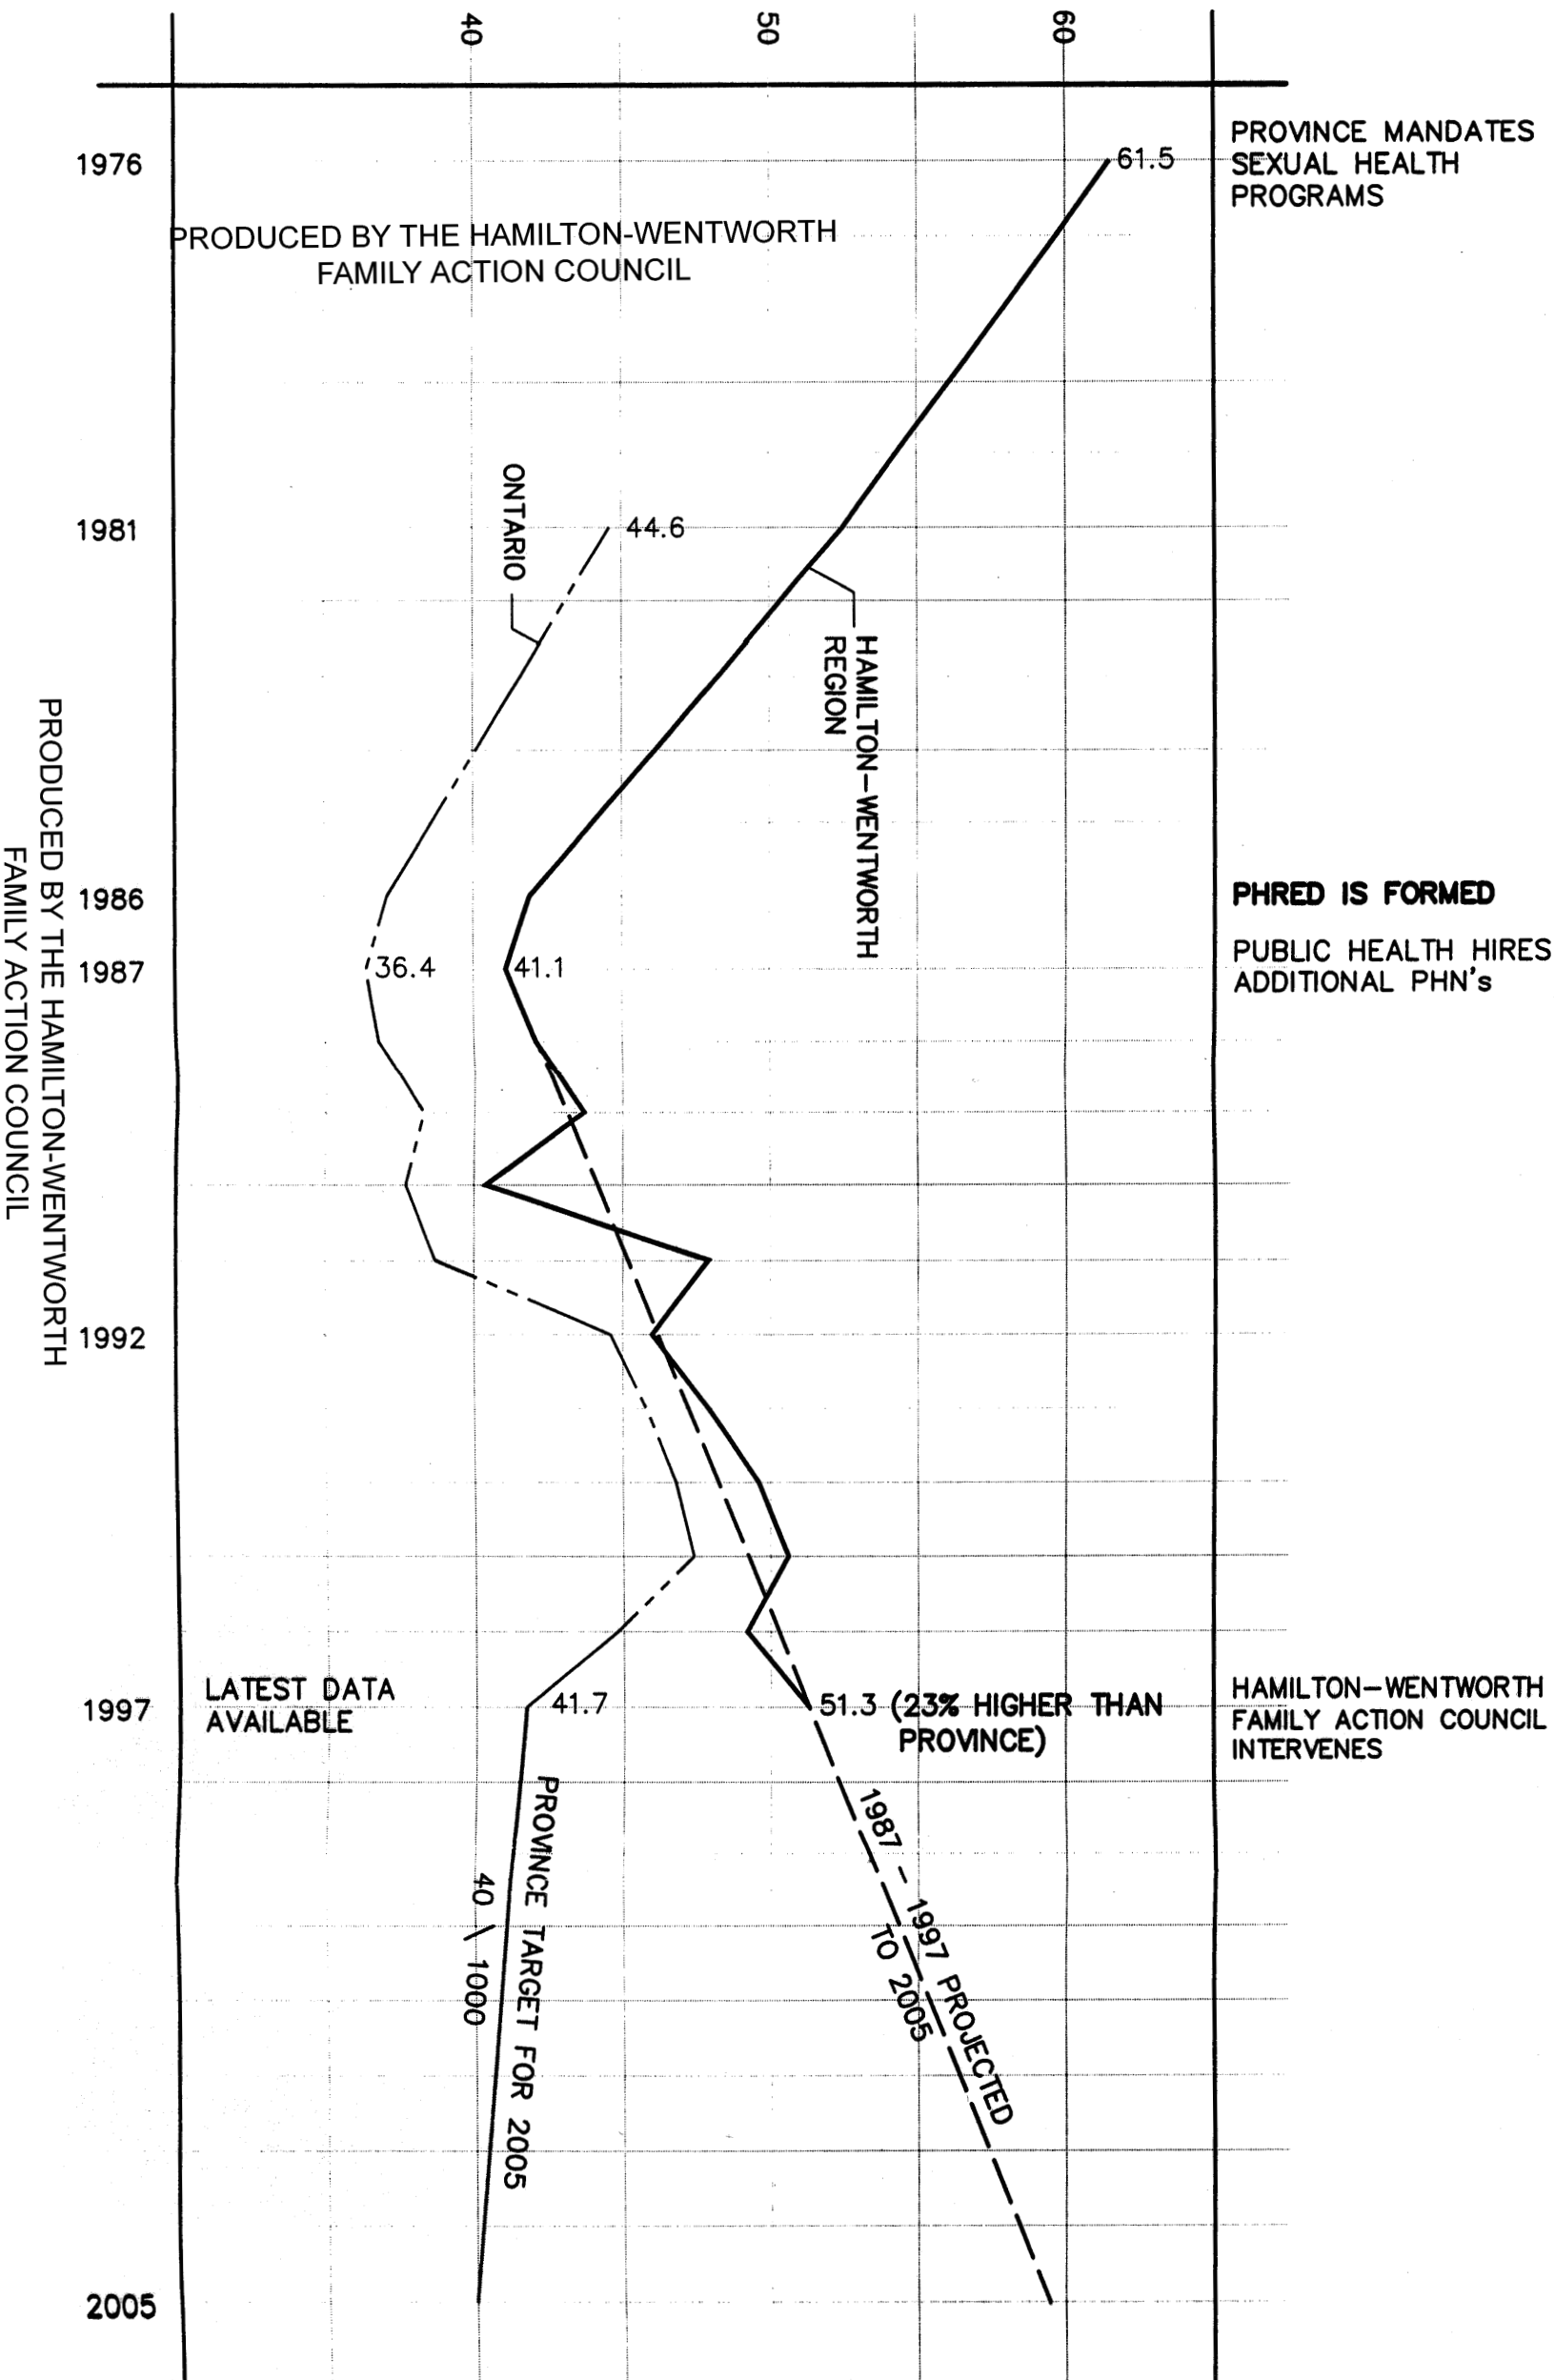 40
50
60
PROVINCE MANDATES
SEXUAL HEALTH
PROGRAMS
1976
61.5
PRODUCED BY THE HAMILTON-WENTWORTH
FAMILY ACTION COUNCIL
1981
ONTARIO
44.6
HAMILTON-WENTWORTH
REGION
PRODUCED BY THE HAMILTON-WENTWORTH
FAMILY ACTION COUNCIL
1986
PHRED IS FORMED
1987
36.4
41.1
PUBLIC HEALTH HIRES
ADDITIONAL PHN's
1992
1997
LATEST DATA
AVAILABLE
41.7
51.3 (23% HIGHER THAN
PROVINCE)
HAMILTON-WENTWORTH
FAMILY ACTION COUNCIL
INTERVENES
PROVINCE TARGET FOR 2005
40 / 1000
1987 - 1997 PROJECTED
TO 2005
2005